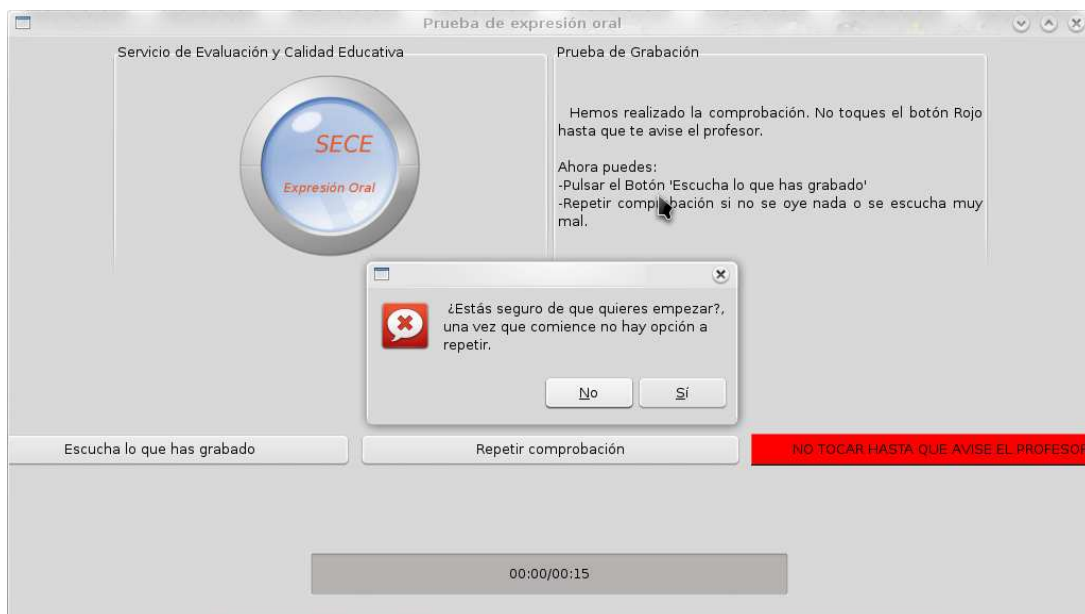 Prueba de expresión oral
Servicio de Evaluación y Calidad Educativa
SECE
Expresión Oral
Prueba de Grabación
Hemos realizado la comprobación. No toques el botón Rojo
hasta que te avise el profesor.
Ahora puedes:
-Pulsar el Botón 'Escucha lo que has grabado'
-Repetir comprobación si no se oye nada o se escucha muy
mal.
¿Estás seguro de que quieres empezar?,
una vez que comience no hay opción a
repetir.
No
Sí
Escucha lo que has grabado
Repetir comprobación
NO TOCAR HASTA QUE AVISE EL PROFESOR
00:00/00:15